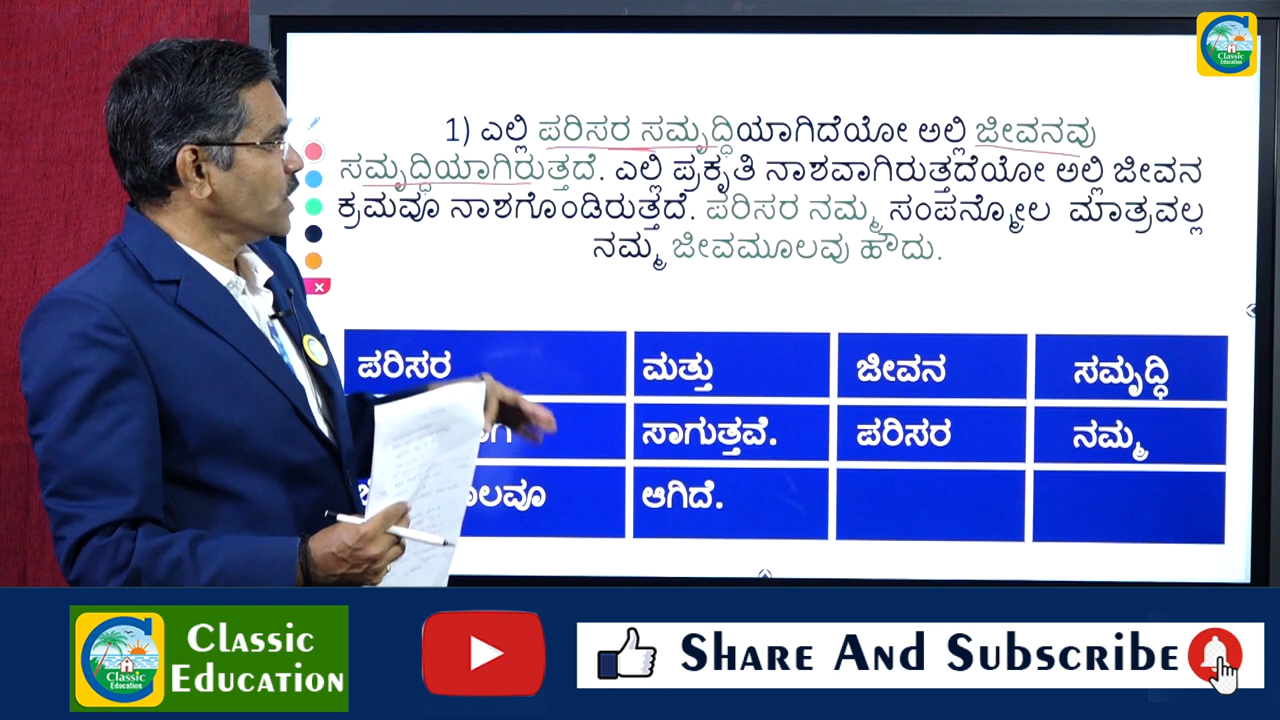 Classic
Education
1) ಎಲ್ಲಿ ಪರಿಸರ ಸಮೃದ್ಧಿಯಾಗಿದೆಯೋ ಅಲ್ಲಿ ಜೀವನವು
ಸಮೃದ್ಧಿಯಾಗಿರುತ್ತದೆ. ಎಲ್ಲಿ ಪ್ರಕೃತಿ ನಾಶವಾಗಿರುತ್ತದೆಯೋ ಅಲ್ಲಿ ಜೀವನ
ಕ್ರಮವೂ ನಾಶಗೊಂಡಿರುತ್ತದೆ. ಪರಿಸರ ನಮ್ಮ ಸಂಪನ್ಮೋಲ ಮಾತ್ರವಲ್ಲ
ನಮ್ಮ ಜೀವಮೂಲವು ಹೌದು.
ಪರಿಸರ ಮತ್ತು ಜೀವನ ಸಮೃದ್ಧಿ
ಸಾಗುತ್ತವೆ. ಪರಿಸರ ನಮ್ಮ
ಆಗಿದೆ.
Classic
Education
Classic
Education
Share And Subscribe